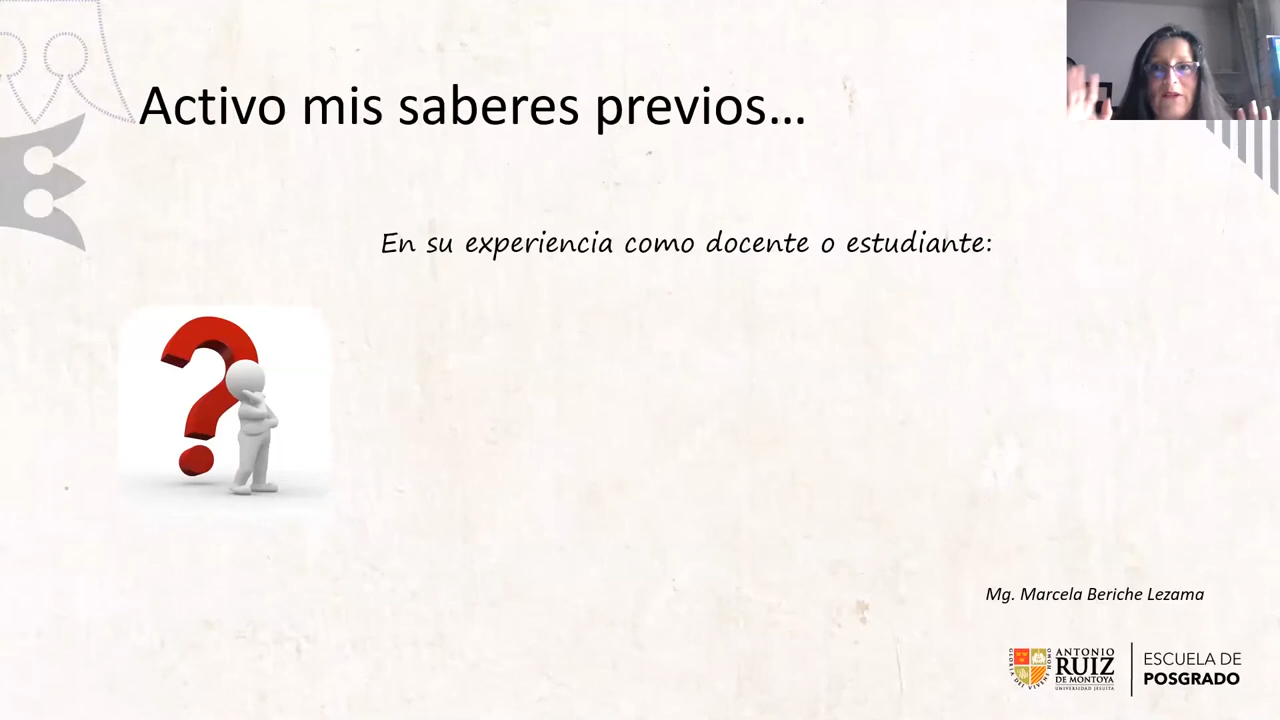 Activo mis saberes previos...
En su experiencia como docente o estudiante:
Mg. Marcela Beriche Lezama
ANTONIO
RUIZ
DE MONTOYA
UNIVERSIDAD JESUITA
ESCUELA DE
POSGRADO